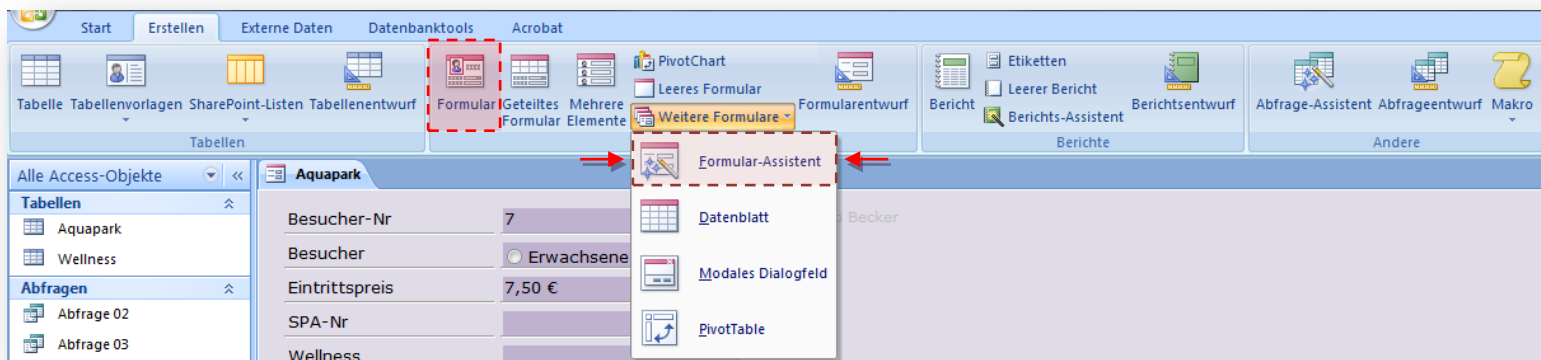 Start Erstellen Externe Daten Datenbanktools Acrobat
Tabelle Tabellenvorlagen SharePoint-Listen Tabellenentwurf
Tabellen
Formular Geteiltes Formular Mehrere Elemente
PivotChart
Leeres Formular
Weitere Formulare
Formularentwurf
Bericht
Etiketten
Leerer Bericht
Berichts-Assistent
Berichtsentwurf
Berichte
Abfrage-Assistent Abfrageentwurf Makro
Andere
Formular-Assistent
Datenblatt
Modales Dialogfeld
PivotTable
Alle Access-Objekte
Tabellen
Aquapark
Wellness
Abfragen
Abfrage 02
Abfrage 03
Aquapark
Besucher-Nr 7
Becker
Besucher Erwachsene
Eintrittspreis 7,50 €
SPA-Nr
Wellness